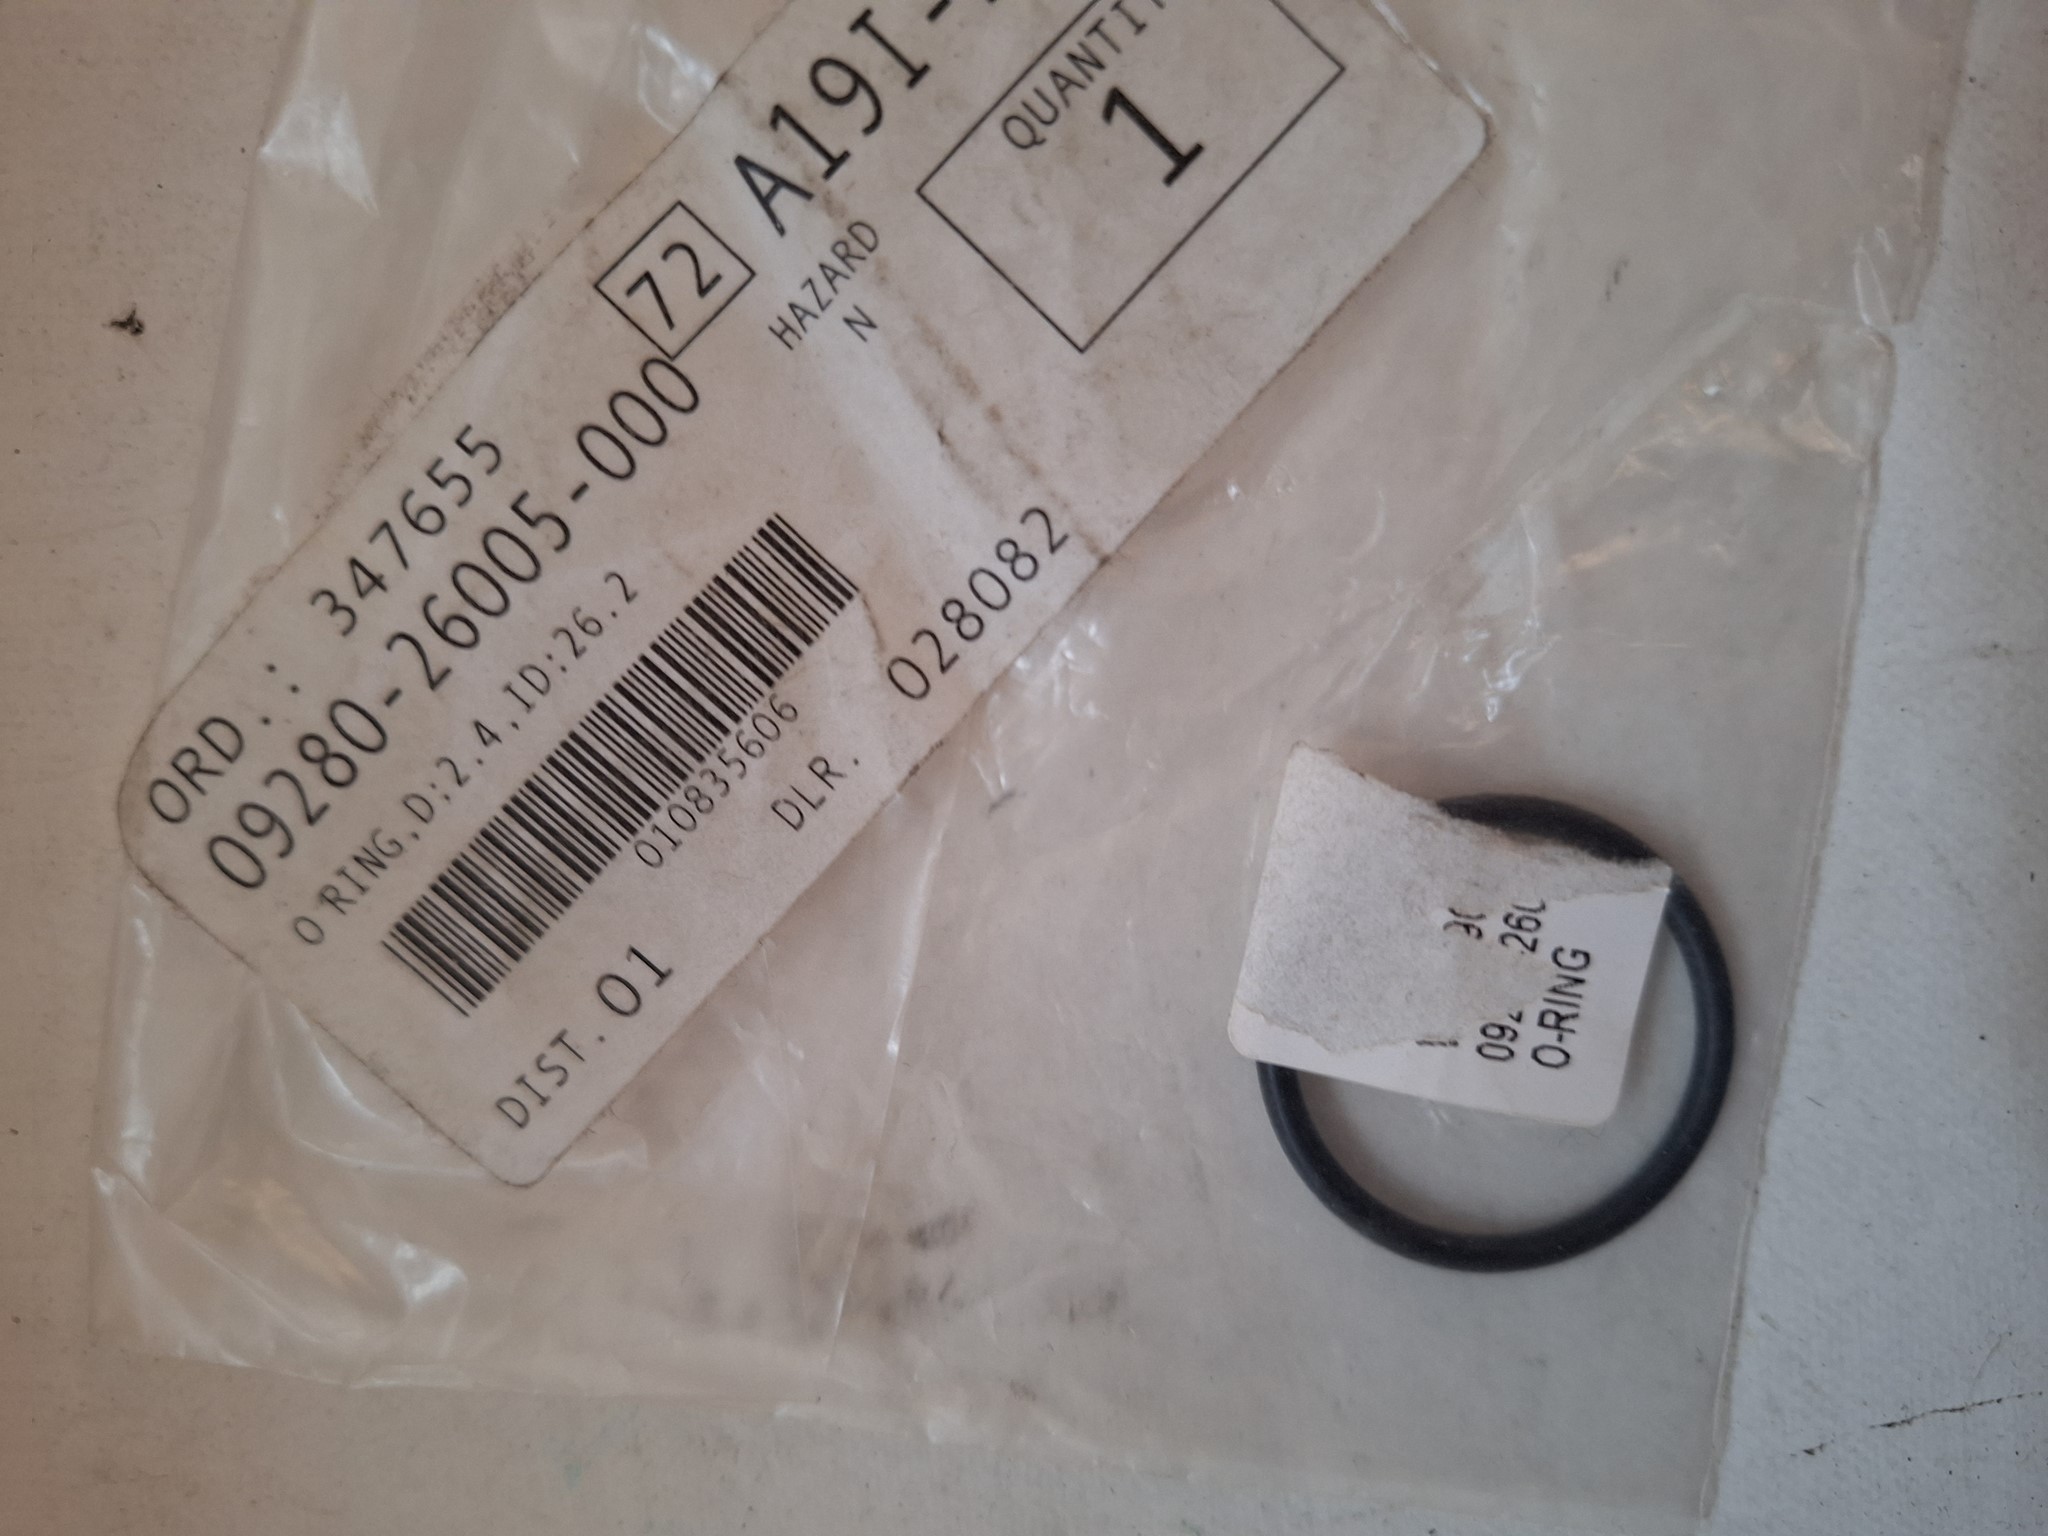 ORD.: 347655
09280-26005-000 72 A191-
O RING,D:2.4,ID:26.2
HAZARD
N
QUANTIT
1
010835606
DIST. 01
DLR. 028082
O-RING